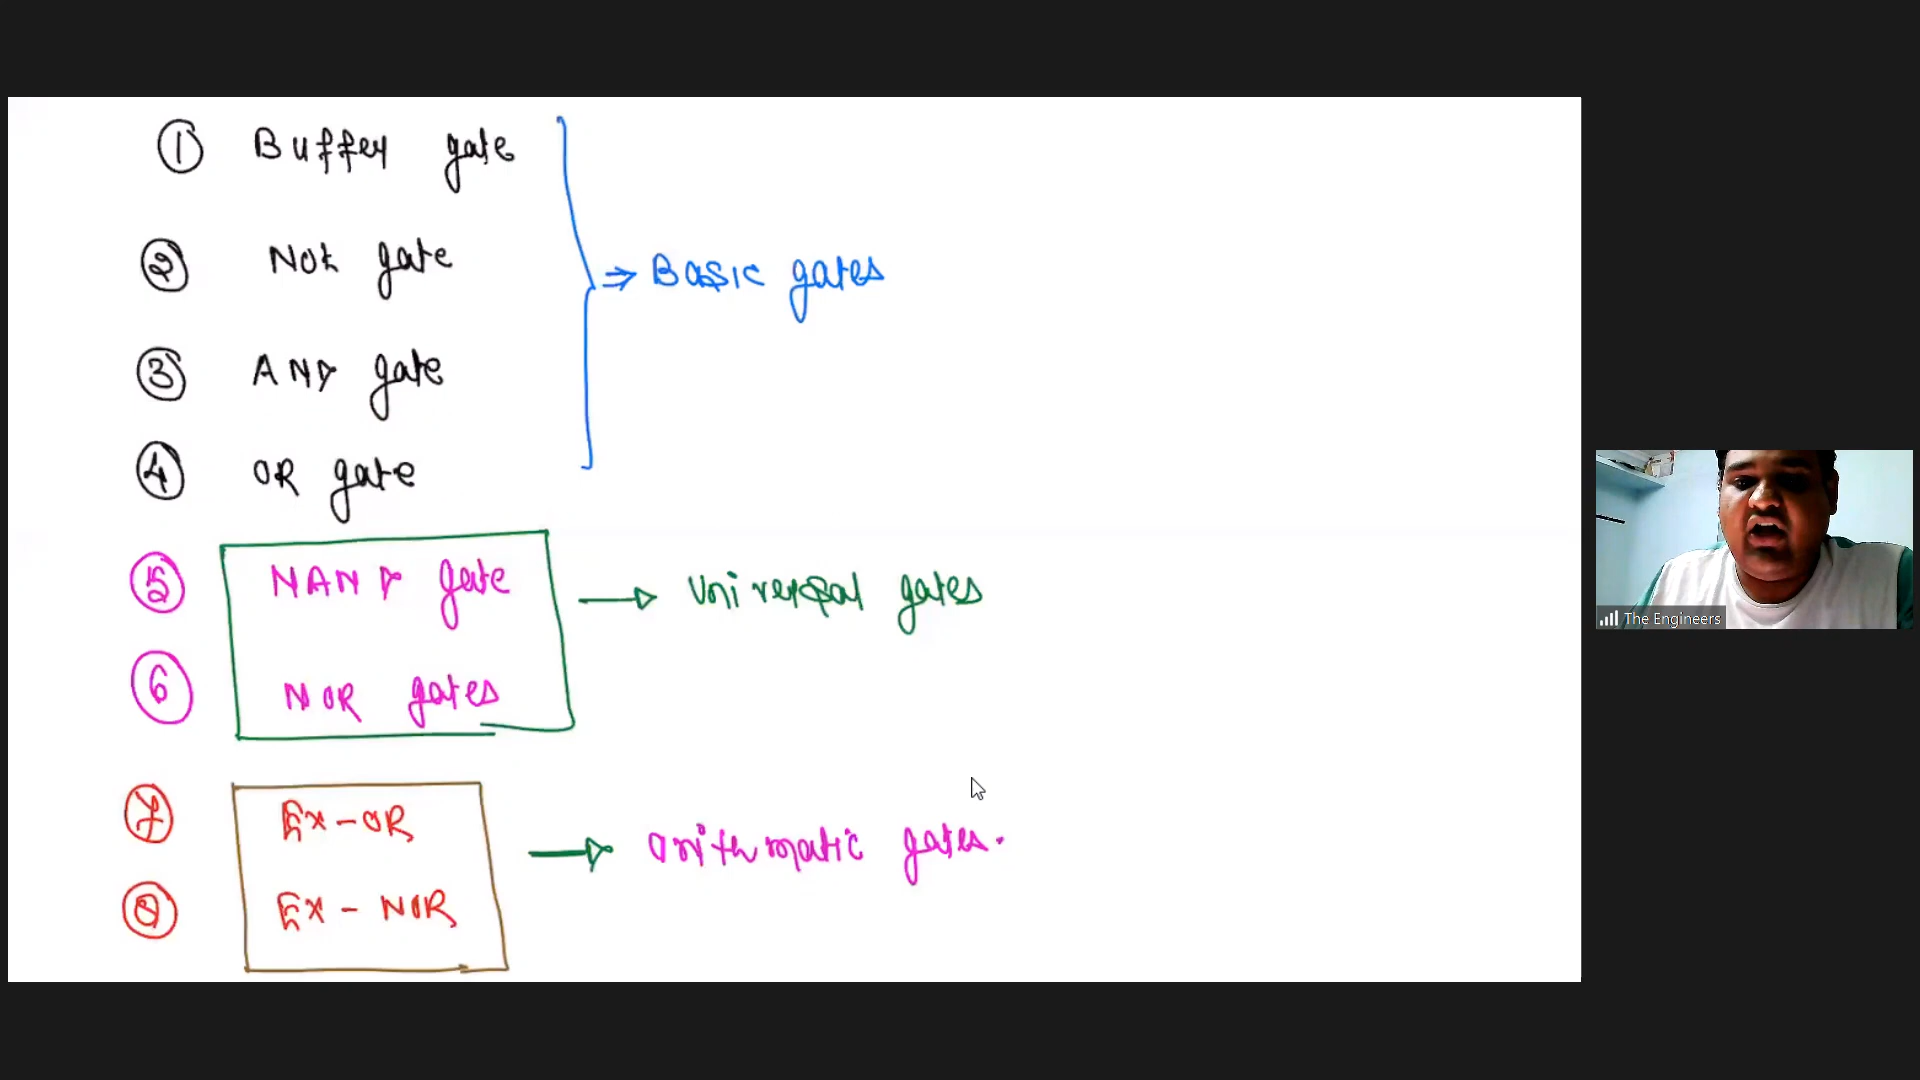 ① Buffer gate
② Not gate
③ AND gate
④ OR gate
⇒ Basic gates
⑤ NAND gate
⑥ NOR gates
→ Universal gates
⑦ Ex-OR
⑧ Ex-NOR
→ arithmatic gates.
The Engineers